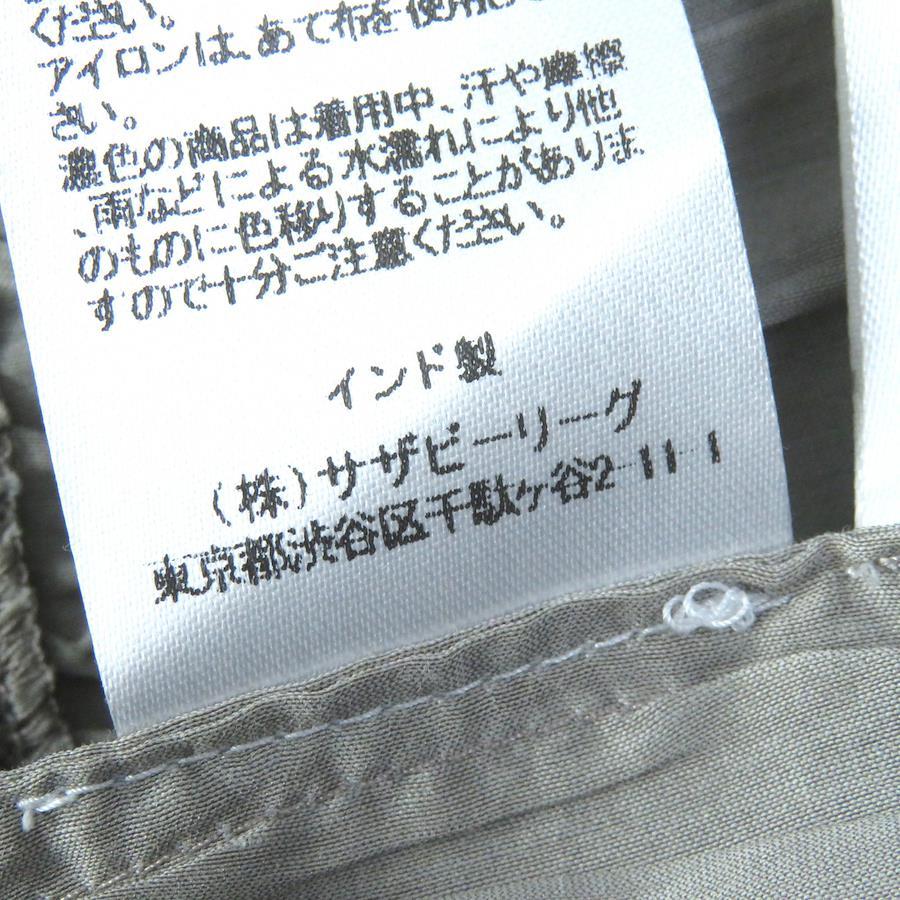 ください。
アイロンは、あて布を使用
さい。
濃色の商品は着用中、汗や摩擦
、雨などによる水濡れにより他
のものに色移りすることがありま
すので十分ご注意ください。
インド製
(株)サザビーリーグ
東京都渋谷区千駄ヶ谷2-11-1